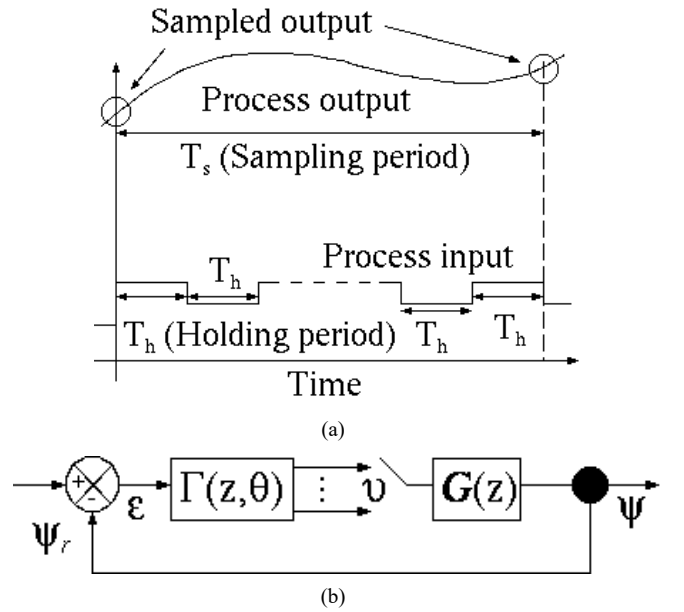 Sampled output
Process output
Tₛ (Sampling period)
Process input
Tₕ
Tₕ (Holding period)
Tₕ
Tₕ
Time
(a)
+
-
ψᵣ
ε
Γ(z,θ)
⋮
υ
G(z)
ψ
(b)